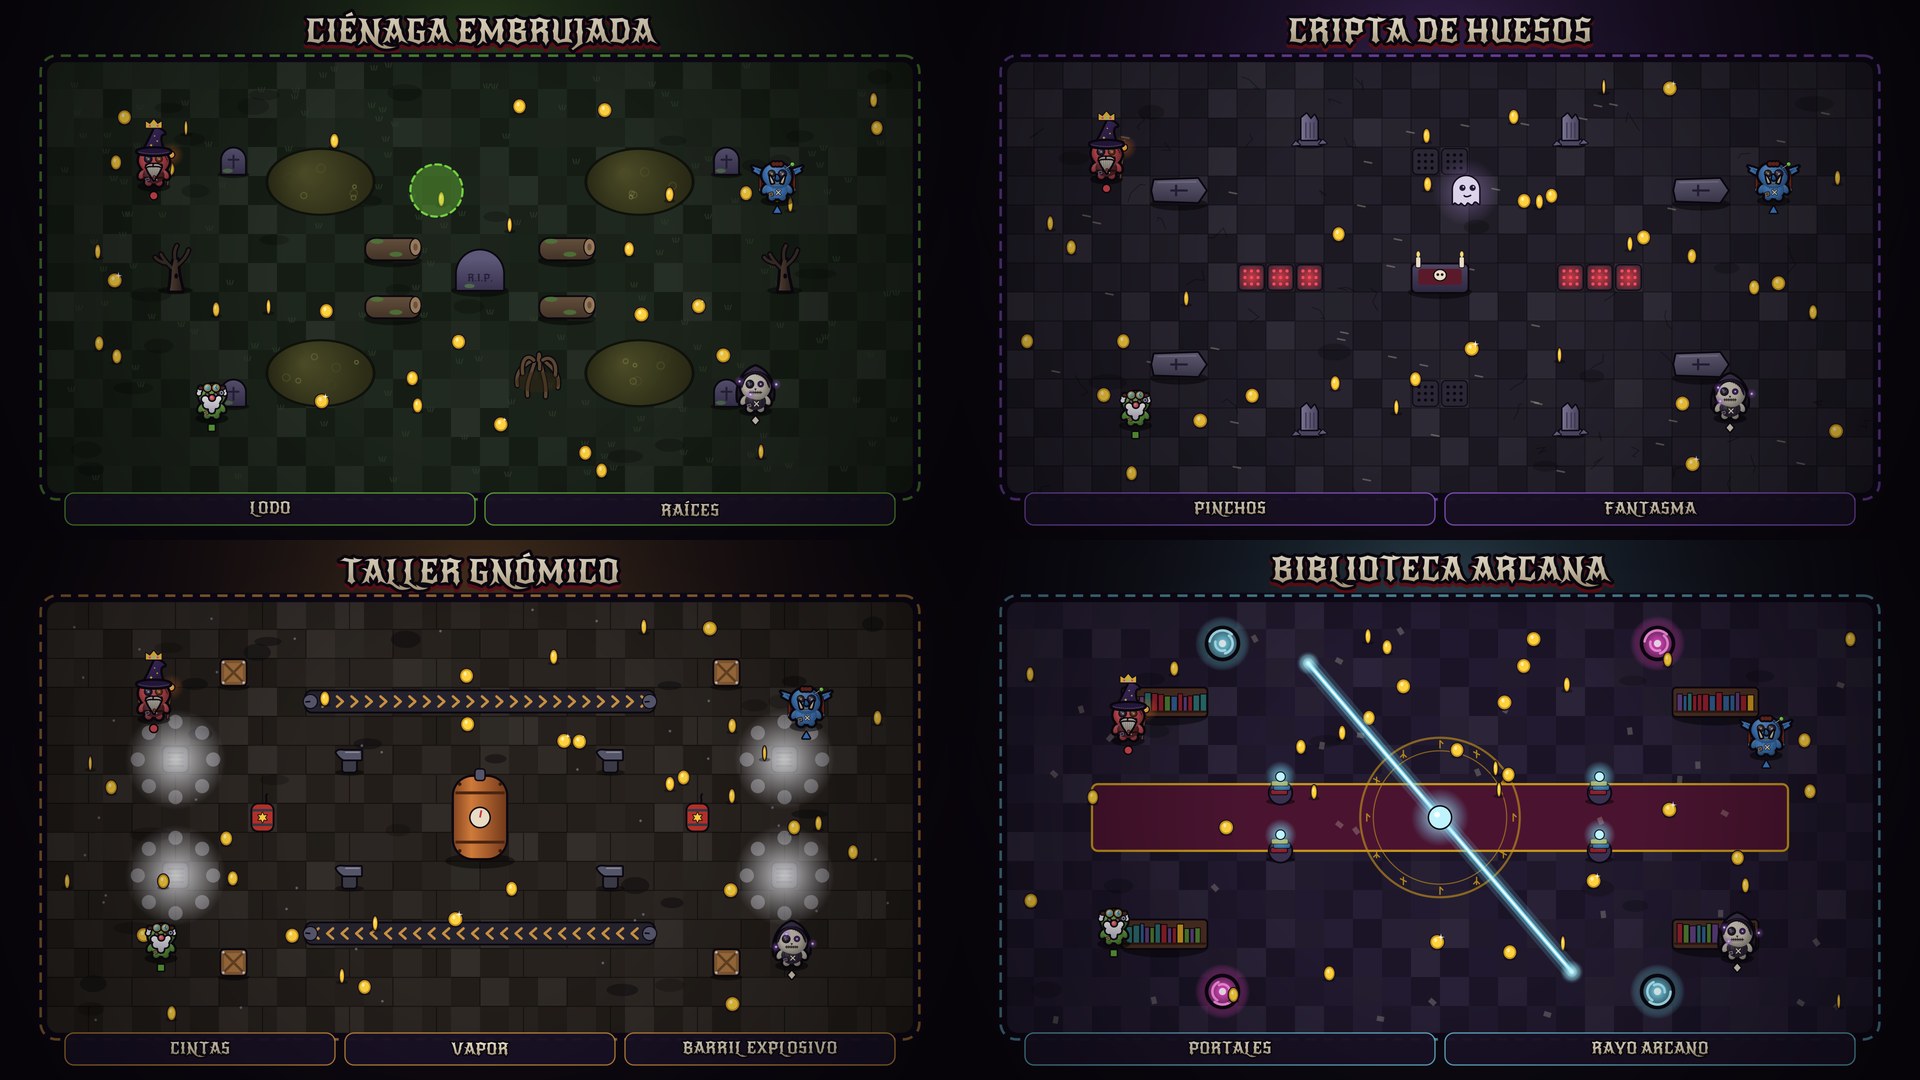 CIÉNAGA EMBRUJADA
R.I.P.
LODO
RAÍCES
CRIPTA DE HUESOS
PINCHOS
FANTASMA
TALLER GNÓMICO
CINTAS
VAPOR
BARRIL EXPLOSIVO
BIBLIOTECA ARCANA
PORTALES
RAYO ARCANO